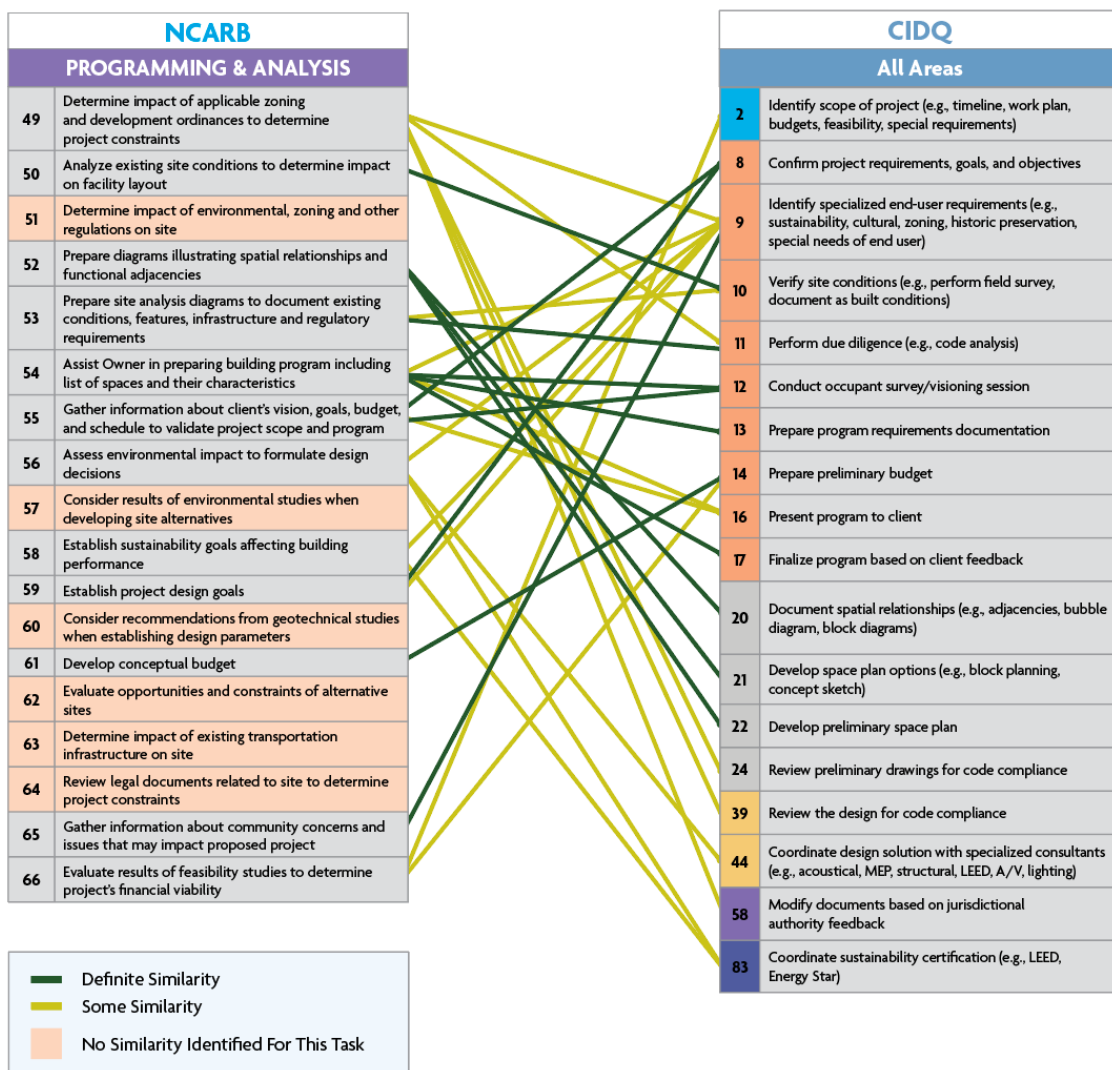 NCARB
PROGRAMMING & ANALYSIS
49
Determine impact of applicable zoning
and development ordinances to determine
project constraints
50
Analyze existing site conditions to determine impact
on facility layout
51
Determine impact of environmental, zoning and other
regulations on site
52
Prepare diagrams illustrating spatial relationships and
functional adjacencies
53
Prepare site analysis diagrams to document existing
conditions, features, infrastructure and regulatory
requirements
54
Assist Owner in preparing building program including
list of spaces and their characteristics
55
Gather information about client's vision, goals, budget,
and schedule to validate project scope and program
56
Assess environmental impact to formulate design
decisions
57
Consider results of environmental studies when
developing site alternatives
58
Establish sustainability goals affecting building
performance
59
Establish project design goals
60
Consider recommendations from geotechnical studies
when establishing design parameters
61
Develop conceptual budget
62
Evaluate opportunities and constraints of alternative
sites
63
Determine impact of existing transportation
infrastructure on site
64
Review legal documents related to site to determine
project constraints
65
Gather information about community concerns and
issues that may impact proposed project
66
Evaluate results of feasibility studies to determine
project's financial viability
Definite Similarity
Some Similarity
No Similarity Identified For This Task
CIDQ
All Areas
2
Identify scope of project (e.g., timeline, work plan,
budgets, feasibility, special requirements)
8
Confirm project requirements, goals, and objectives
9
Identify specialized end-user requirements (e.g.,
sustainability, cultural, zoning, historic preservation,
special needs of end user)
10
Verify site conditions (e.g., perform field survey,
document as built conditions)
11
Perform due diligence (e.g., code analysis)
12
Conduct occupant survey/visioning session
13
Prepare program requirements documentation
14
Prepare preliminary budget
16
Present program to client
17
Finalize program based on client feedback
20
Document spatial relationships (e.g., adjacencies, bubble
diagram, block diagrams)
21
Develop space plan options (e.g., block planning,
concept sketch)
22
Develop preliminary space plan
24
Review preliminary drawings for code compliance
39
Review the design for code compliance
44
Coordinate design solution with specialized consultants
(e.g., acoustical, MEP, structural, LEED, A/V, lighting)
58
Modify documents based on jurisdictional
authority feedback
83
Coordinate sustainability certification (e.g., LEED,
Energy Star)